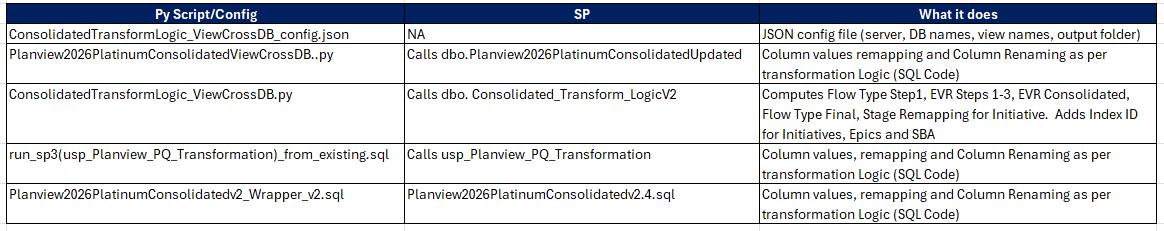 Py Script/Config SP What it does
ConsolidatedTransformLogic_ViewCrossDB_config.json NA JSON config file (server, DB names, view names, output folder)
Planview2026PlatinumConsolidatedViewCrossDB..py Calls dbo.Planview2026PlatinumConsolidatedUpdated Column values remapping and Column Renaming as per
transformation Logic (SQL Code)
ConsolidatedTransformLogic_ViewCrossDB.py Calls dbo. Consolidated_Transform_LogicV2 Computes Flow Type Step1, EVR Steps 1-3, EVR Consolidated,
Flow Type Final, Stage Remapping for Initiative.  Adds Index ID
for Initiatives, Epics and SBA
run_sp3(usp_Planview_PQ_Transformation)_from_existing.sql Calls usp_Planview_PQ_Transformation Column values, remapping and Column Renaming as per
transformation Logic (SQL Code)
Planview2026PlatinumConsolidatedv2_Wrapper_v2.sql Planview2026PlatinumConsolidatedv2.4.sql Column values, remapping and Column Renaming as per
transformation Logic (SQL Code)